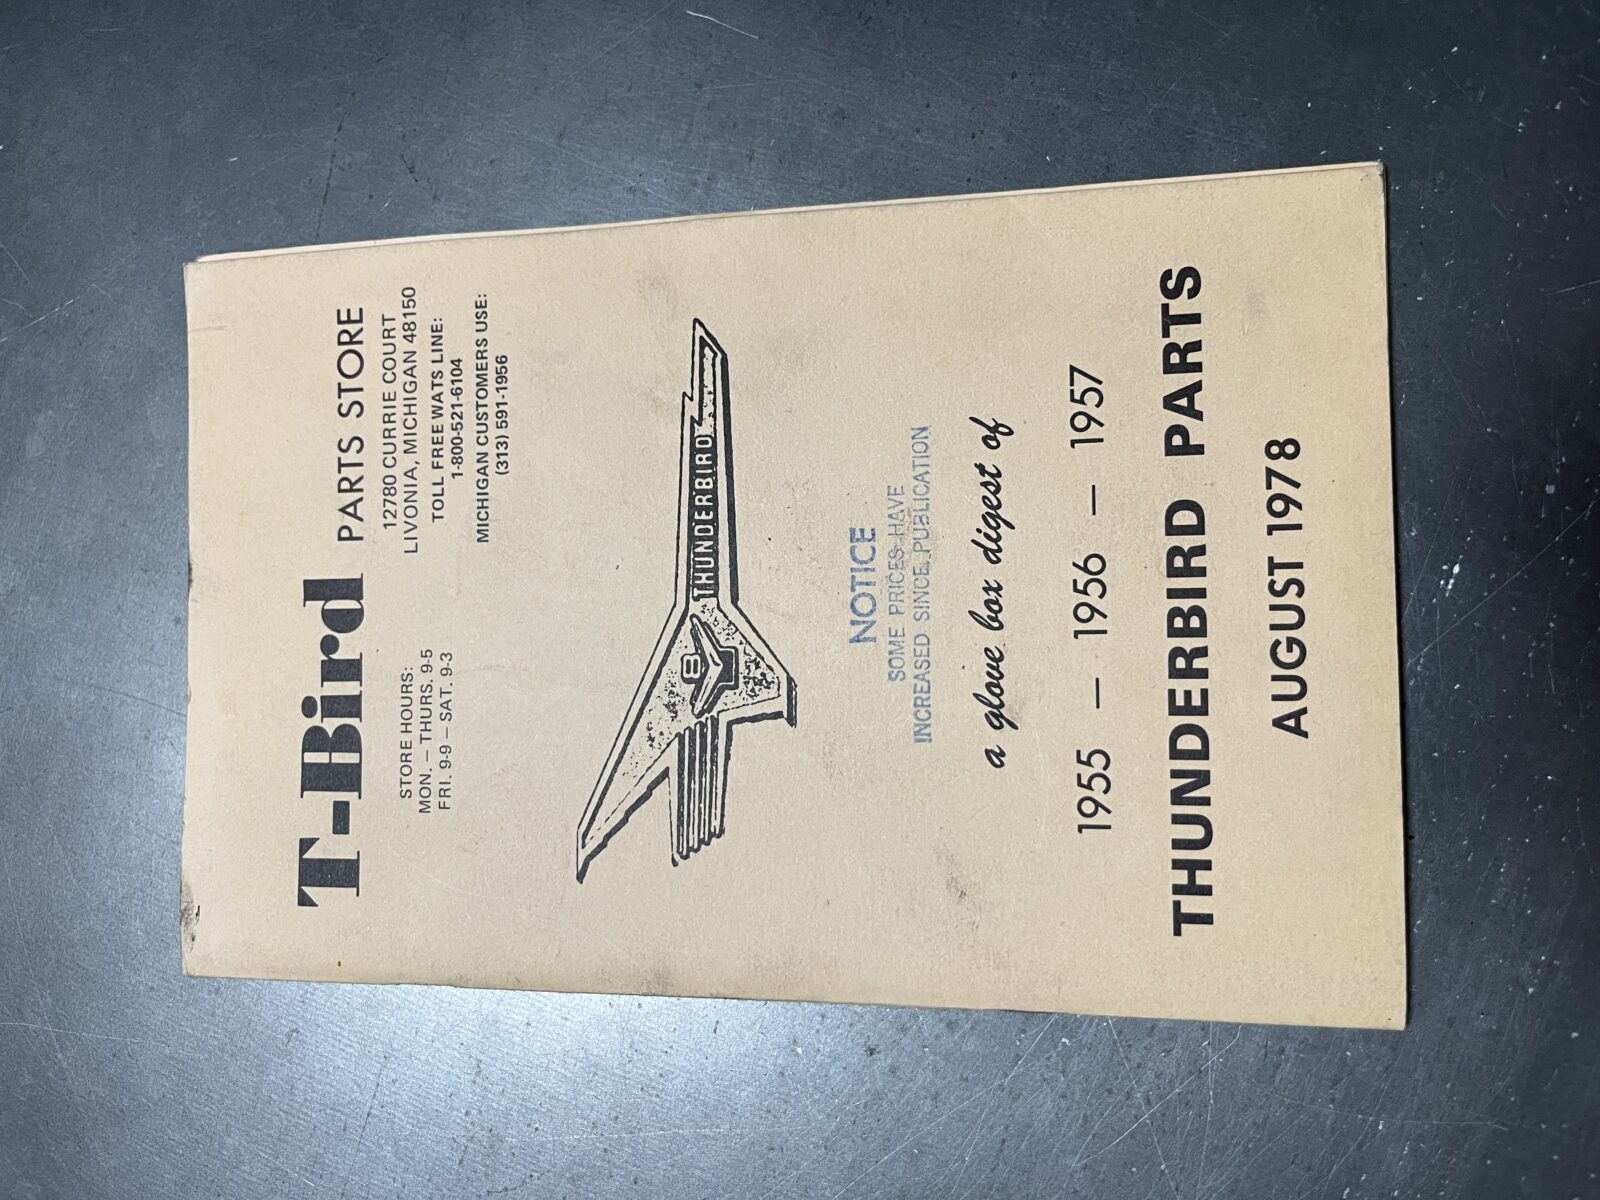 T-Bird PARTS STORE
12780 CURRIE COURT
LIVONIA, MICHIGAN 48150
STORE HOURS:
MON. – THURS. 9-5
FRI. 9-9 – SAT. 9-3
TOLL FREE WATS LINE:
1-800-521-6104
MICHIGAN CUSTOMERS USE:
(313) 591-1956
8
THUNDERBIRD
NOTICE
SOME PRICES HAVE
INCREASED SINCE PUBLICATION
a glove box digest of
1955 – 1956 – 1957
THUNDERBIRD PARTS
AUGUST 1978